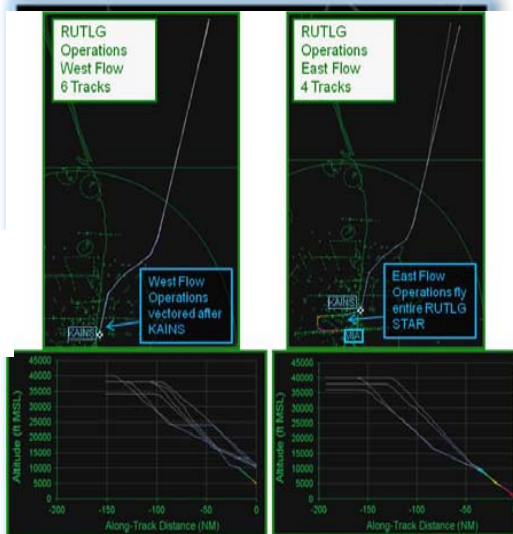 RUTLG
Operations
West Flow
6 Tracks
West Flow
Operations
vectored after
KAINS
KAINS
RUTLG
Operations
East Flow
4 Tracks
KAINS
East Flow
Operations fly
entire RUTLG
STAR
MIA
45000
40000
35000
30000
25000
20000
15000
10000
5000
0
Altitude (ft MSL)
-200
-150
-100
-50
0
Along-Track Distance (NM)
45000
40000
35000
30000
25000
20000
15000
10000
5000
0
Altitude (ft MSL)
-200
-150
-100
-50
0
Along-Track Distance (NM)